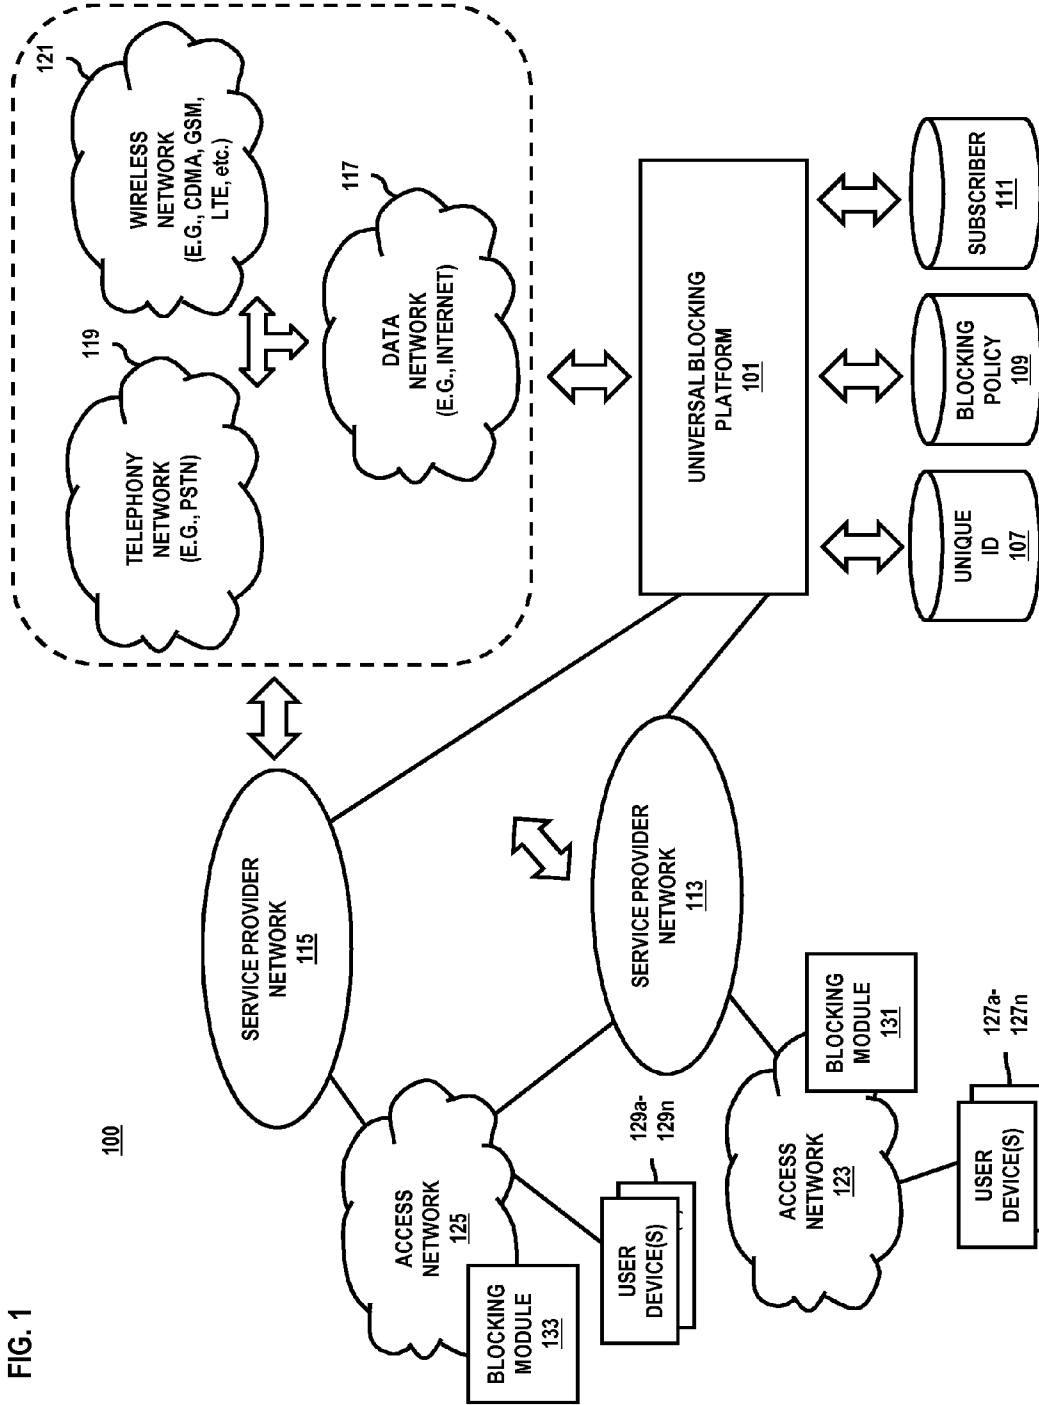 FIG. 1
100
121
WIRELESS
NETWORK
(E.G., CDMA, GSM,
LTE, etc.)
119
TELEPHONY
NETWORK
(E.G., PSTN)
117
DATA
NETWORK
(E.G., INTERNET)
SERVICE PROVIDER
NETWORK
115
ACCESS
NETWORK
125
BLOCKING
MODULE
133
129a-
129n
USER
DEVICE(S)
SERVICE PROVIDER
NETWORK
113
UNIVERSAL BLOCKING
PLATFORM
101
BLOCKING
MODULE
131
ACCESS
NETWORK
123
127a-
127n
USER
DEVICE(S)
UNIQUE
ID
107
BLOCKING
POLICY
109
SUBSCRIBER
111